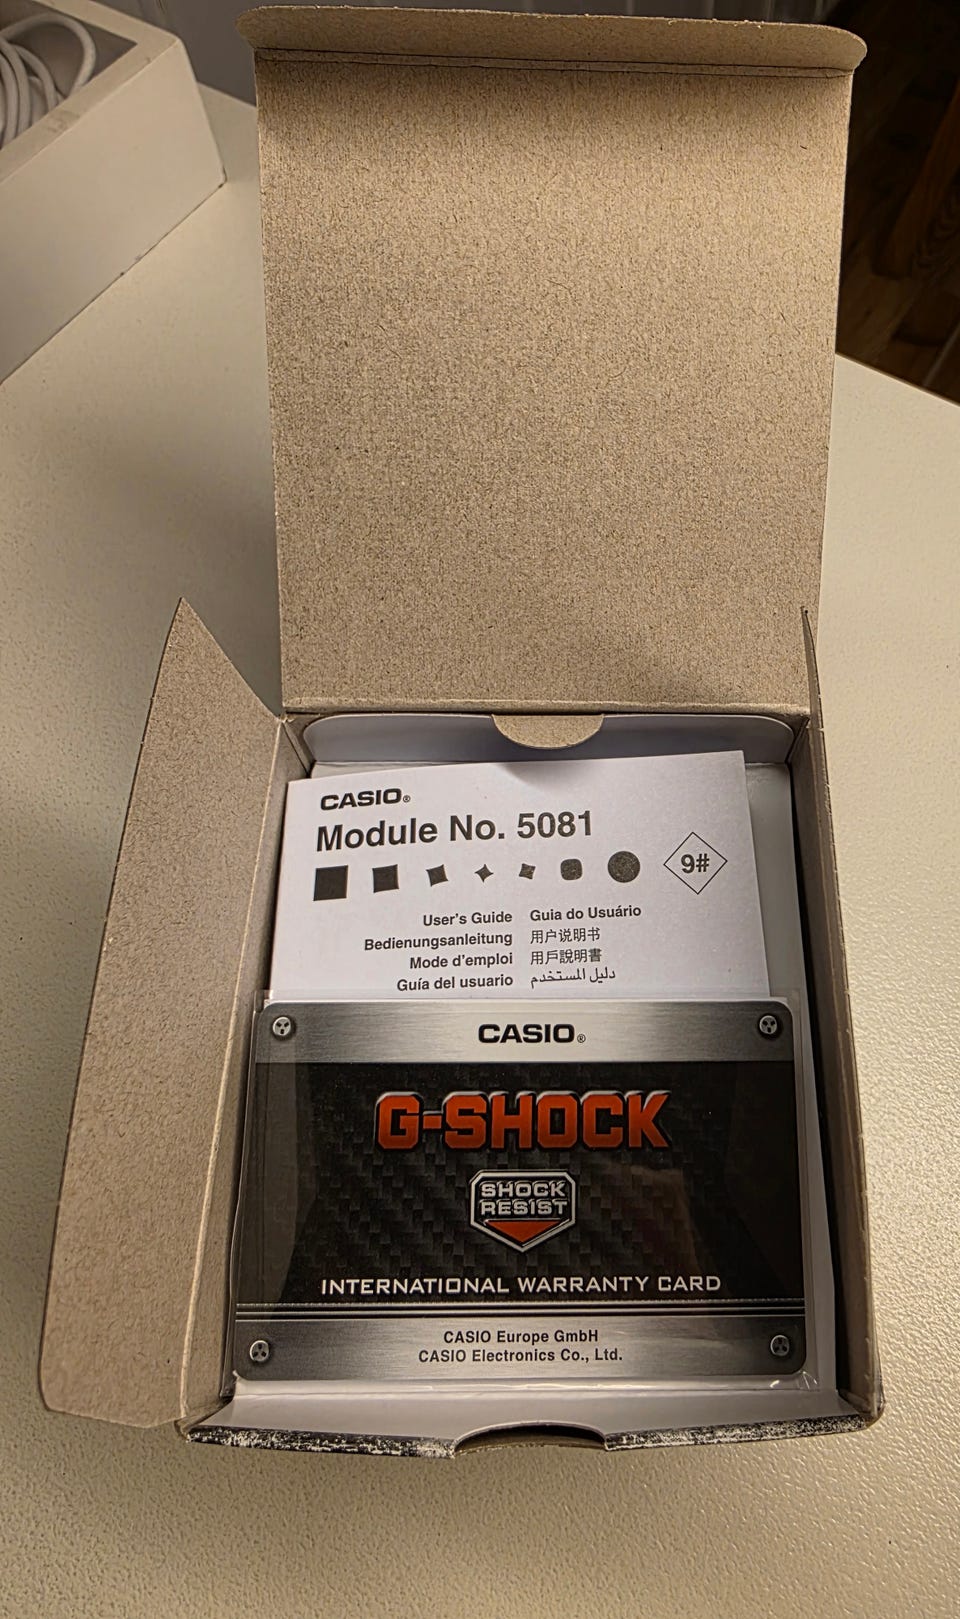 CASIO®
Module No. 5081
9#
User's Guide Guia do Usuário
Bedienungsanleitung 用户说明书
Mode d'emploi 用戶說明書
Guía del usuario دليل المستخدم
CASIO®
G-SHOCK
SHOCK
RESIST
INTERNATIONAL WARRANTY CARD
CASIO Europe GmbH
CASIO Electronics Co., Ltd.